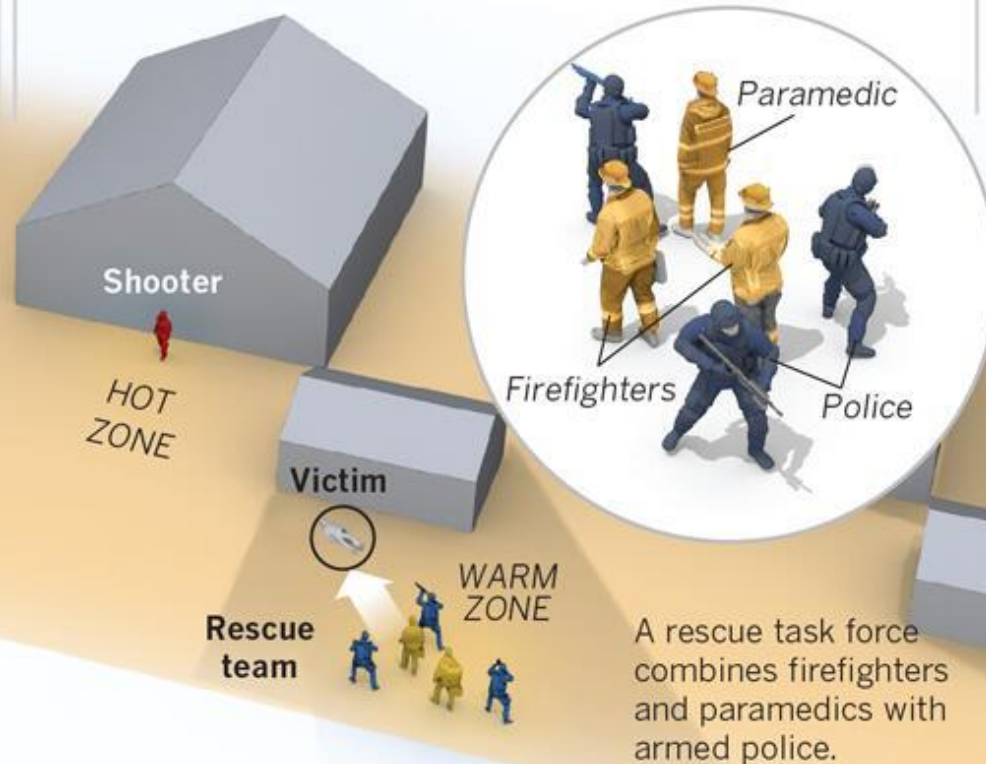 Shooter
HOT
ZONE
Victim
WARM
ZONE
Rescue
team
Paramedic
Firefighters
Police
A rescue task force
combines firefighters
and paramedics with
armed police.